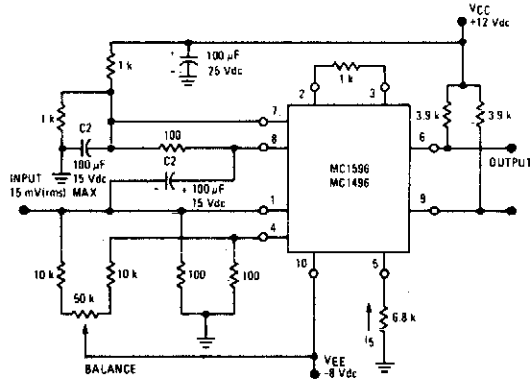 VCC
+12 Vdc
1 k
+
100 µF
25 Vdc
-
1 k
2
3
1 k
C2
100 µF
15 Vdc
7
100
8
C2
- + 100 µF
15 Vdc
3.9 k
3.9 k
6
OUTPUT
MC1596
MC1496
INPUT
15 mV(rms) MAX
1
9
4
10
5
10 k
10 k
100
100
50 k
6.8 k
I5
BALANCE
VEE
-8 Vdc